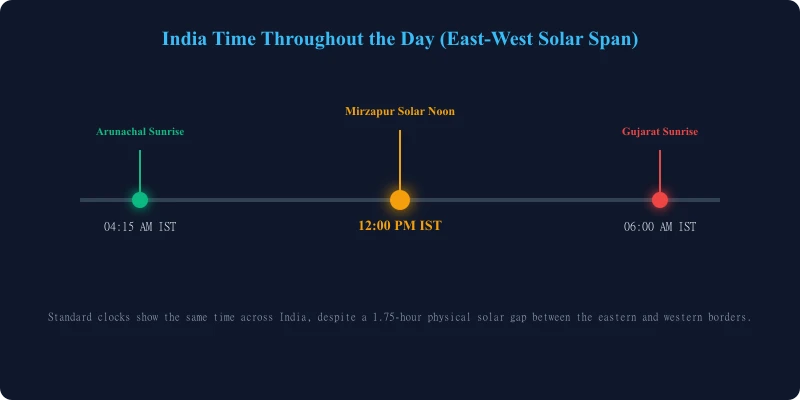 India Time Throughout the Day (East-West Solar Span)
Mirzapur Solar Noon
Arunachal Sunrise
Gujarat Sunrise
04:15 AM IST
12:00 PM IST
06:00 AM IST
Standard clocks show the same time across India, despite a 1.75-hour physical solar gap between the eastern and western borders.